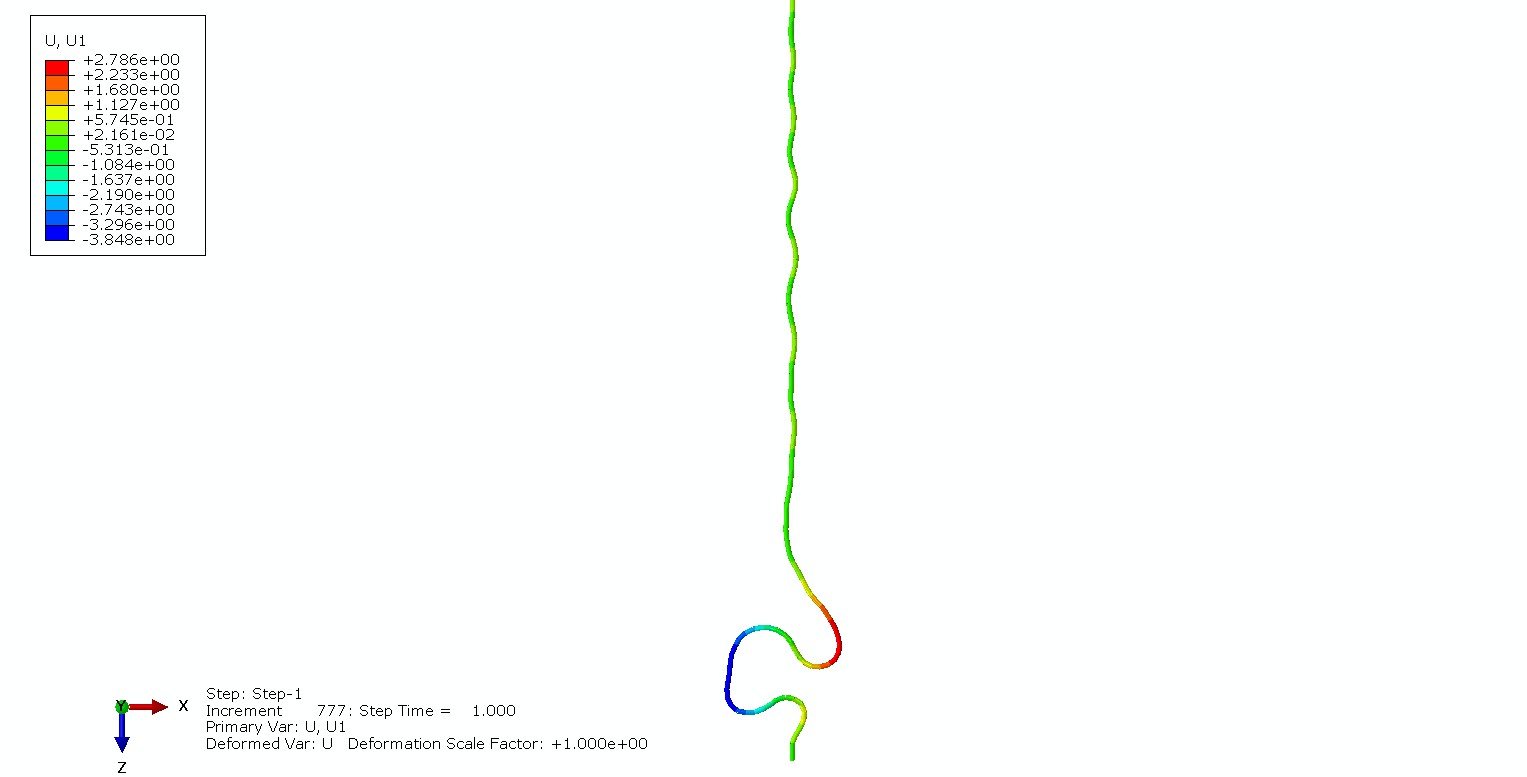 U, U1
+2.786e+00
+2.233e+00
+1.680e+00
+1.127e+00
+5.745e-01
+2.161e-02
-5.313e-01
-1.084e+00
-1.637e+00
-2.190e+00
-2.743e+00
-3.296e+00
-3.848e+00
Y
X
Z
Step: Step-1
Increment 777: Step Time = 1.000
Primary Var: U, U1
Deformed Var: U Deformation Scale Factor: +1.000e+00